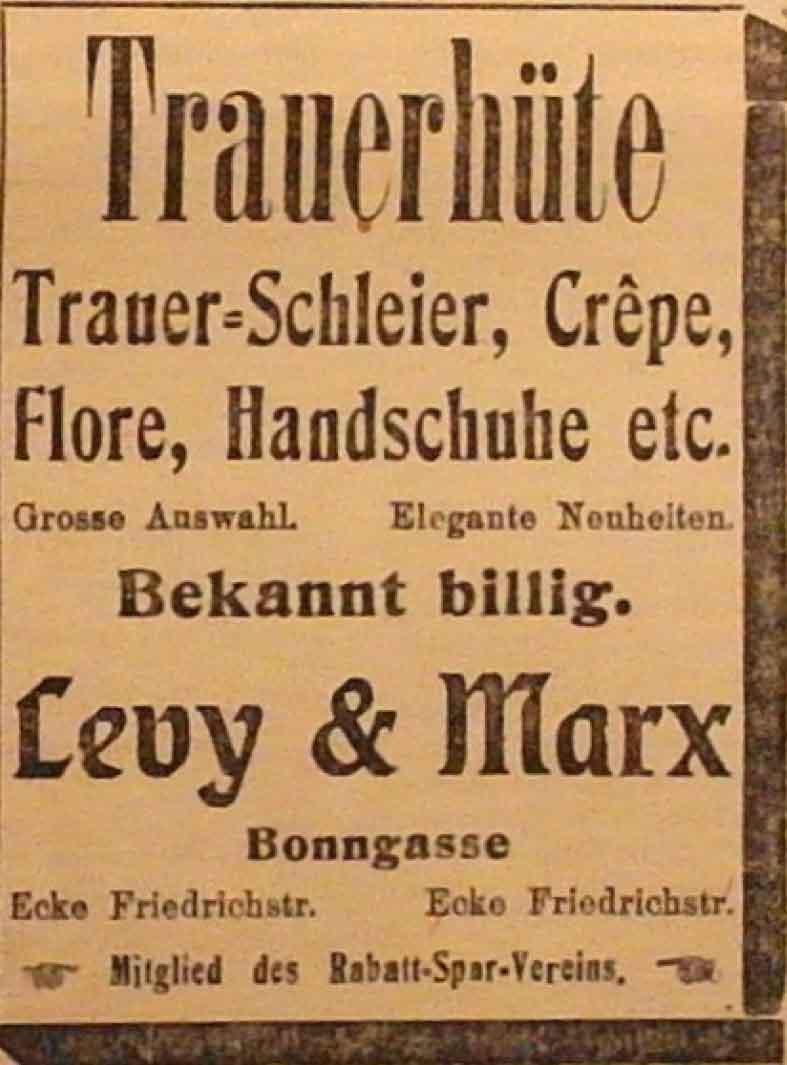 Trauerhüte
Trauer-Schleier, Crêpe,
Flore, Handschuhe etc.
Grosse Auswahl. Elegante Neuheiten.
Bekannt billig.
Levy & Marx
Bonngasse
Ecke Friedrichstr. Ecke Friedrichstr.
Mitglied des Rabatt-Spar-Vereins.